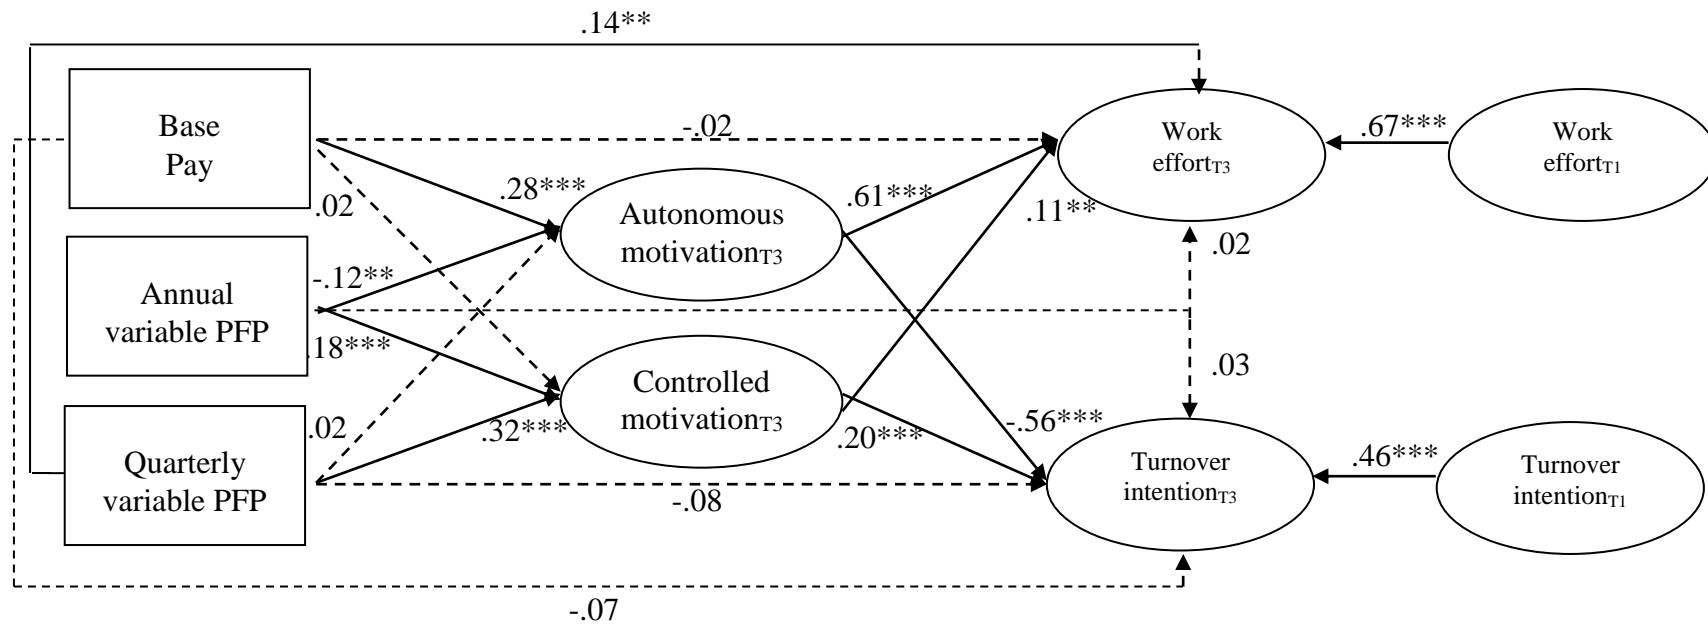 .14**
Base
Pay
-.02
Work
effortT3
.67***
Work
effortT1
.28***
.02
Autonomous
motivationT3
.61***
.11**
-.12**
Annual
variable PFP
.02
.18***
.03
Controlled
motivationT3
.02
.32***
.20***
-.56***
Quarterly
variable PFP
-.08
Turnover
intentionT3
.46***
Turnover
intentionT1
-.07